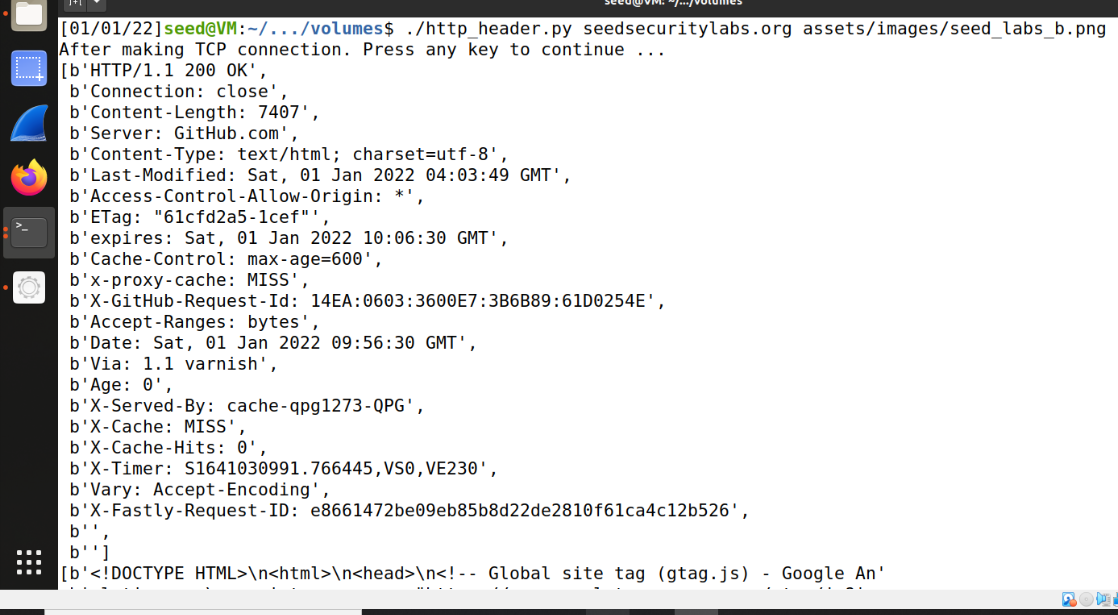 seed@VM: ~/.../volumes
[01/01/22]seed@VM:~/.../volumes$ ./http_header.py seedsecuritylabs.org assets/images/seed_labs_b.png
After making TCP connection. Press any key to continue ...
[b'HTTP/1.1 200 OK',
b'Connection: close',
b'Content-Length: 7407',
b'Server: GitHub.com',
b'Content-Type: text/html; charset=utf-8',
b'Last-Modified: Sat, 01 Jan 2022 04:03:49 GMT',
b'Access-Control-Allow-Origin: *',
b'ETag: "61cfd2a5-1cef"',
b'expires: Sat, 01 Jan 2022 10:06:30 GMT',
b'Cache-Control: max-age=600',
b'x-proxy-cache: MISS',
b'X-GitHub-Request-Id: 14EA:0603:3600E7:3B6B89:61D0254E',
b'Accept-Ranges: bytes',
b'Date: Sat, 01 Jan 2022 09:56:30 GMT',
b'Via: 1.1 varnish',
b'Age: 0',
b'X-Served-By: cache-qpg1273-QPG',
b'X-Cache: MISS',
b'X-Cache-Hits: 0',
b'X-Timer: S1641030991.766445,VS0,VE230',
b'Vary: Accept-Encoding',
b'X-Fastly-Request-ID: e8661472be09eb85b8d22de2810f61ca4c12b526',
b'',
b'']
[b'<!DOCTYPE HTML>\n<html>\n<head>\n<!-- Global site tag (gtag.js) - Google An'